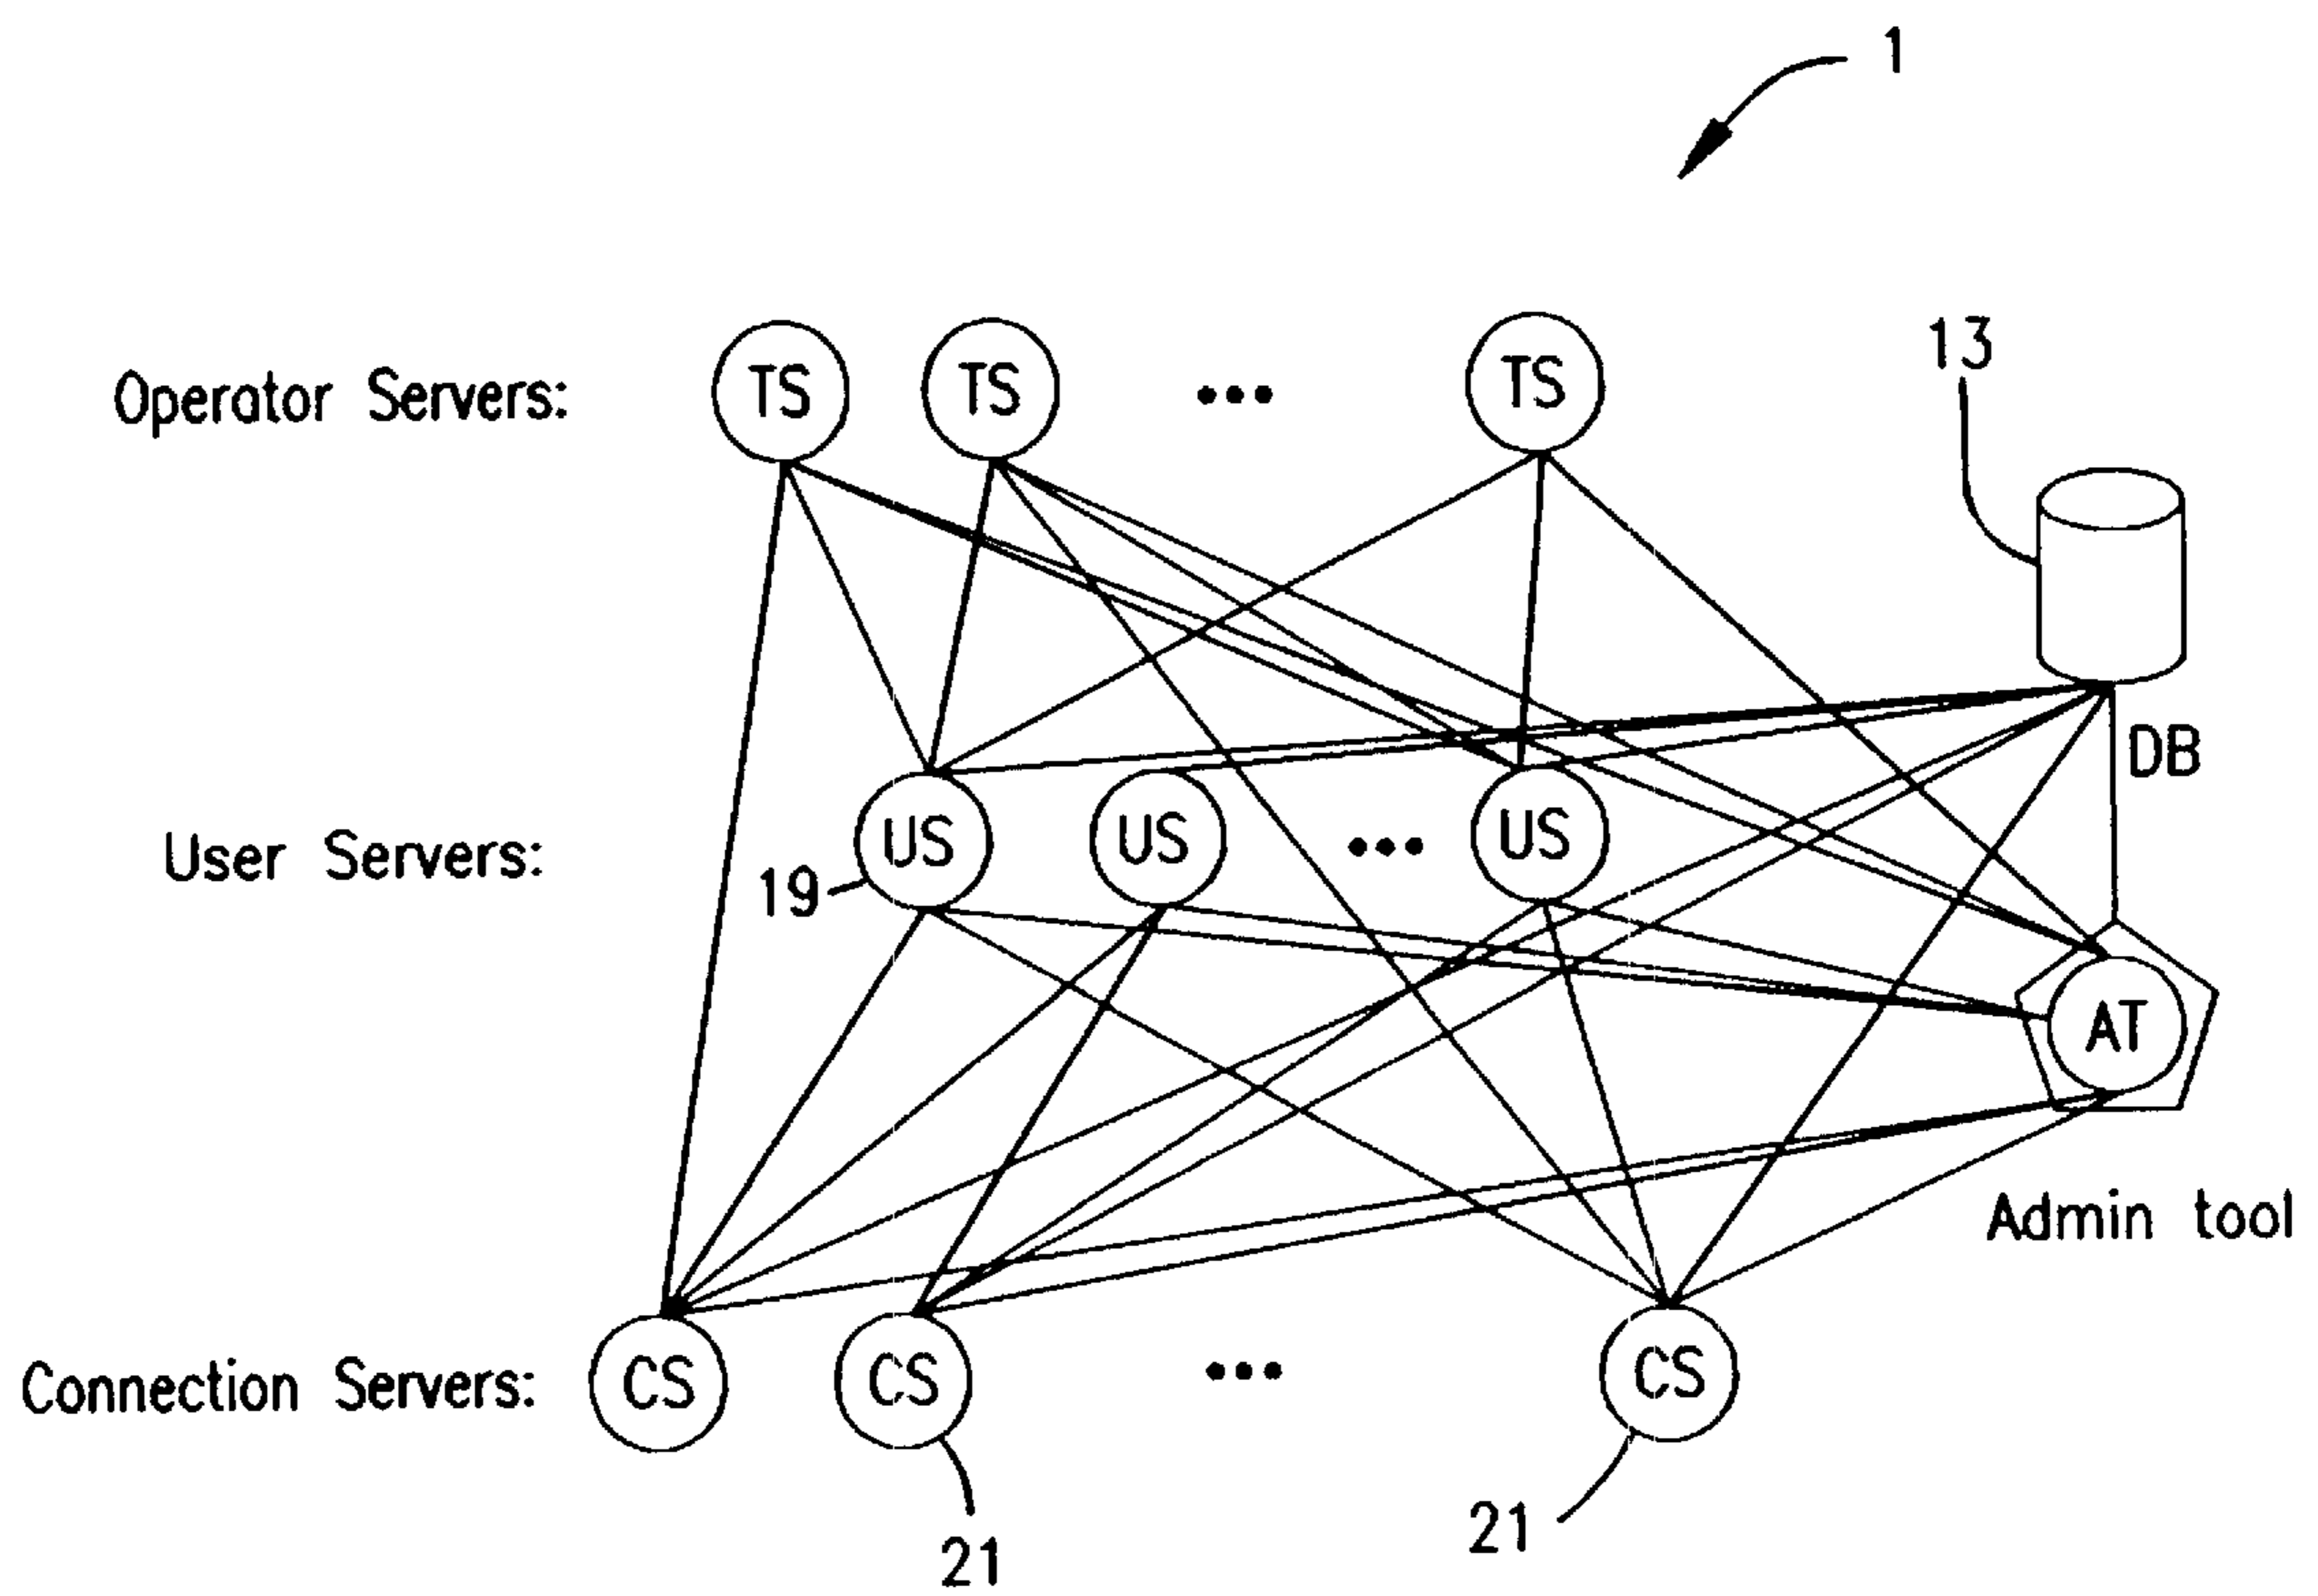 1
13
Operator Servers: TS TS ... TS
DB
User Servers: US US ... US
19
AT
Admin tool
Connection Servers: CS CS ... CS
21 21